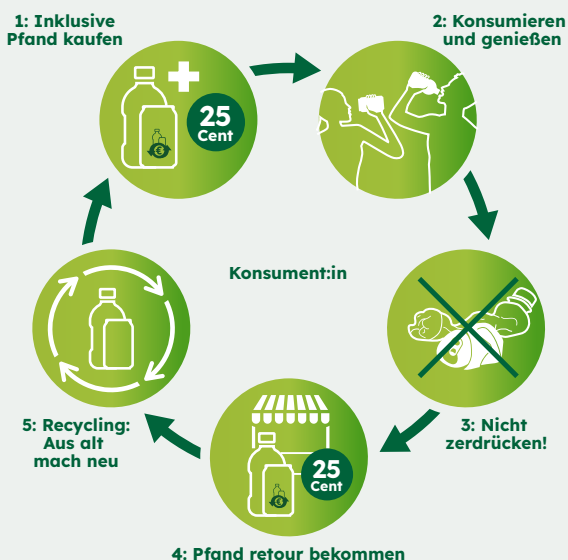 1: Inklusive
Pfand kaufen
25
Cent
2: Konsumieren
und genießen
Konsument:in
3: Nicht
zerdrücken!
25
Cent
4: Pfand retour bekommen
5: Recycling:
Aus alt
mach neu